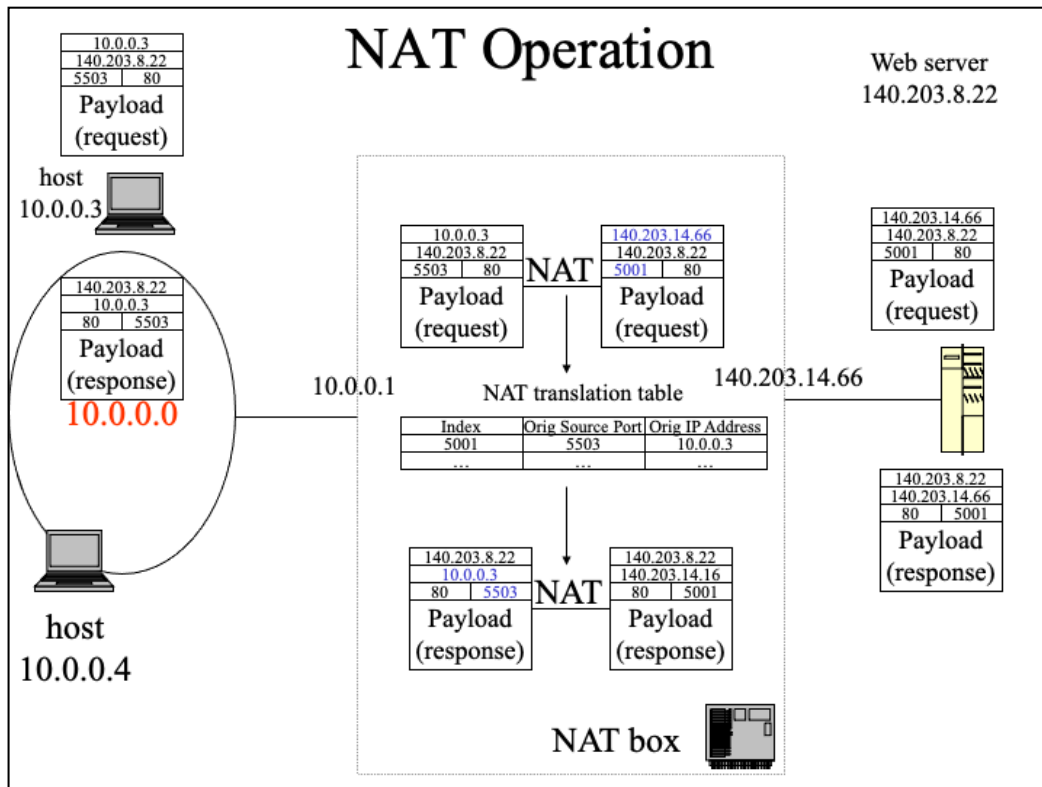 NAT Operation
10.0.0.3
140.203.8.22
5503 80
Payload
(request)
Web server
140.203.8.22
host
10.0.0.3
140.203.8.22
10.0.0.3
80 5503
Payload
(response)
10.0.0.0
host
10.0.0.4
10.0.0.1
10.0.0.3
140.203.8.22
5503 80
Payload
(request)
NAT
140.203.14.66
140.203.8.22
5001 80
Payload
(request)
NAT translation table
Index Orig Source Port Orig IP Address
5001 5503 10.0.0.3
... ... ...
140.203.8.22
10.0.0.3
80 5503
Payload
(response)
NAT
140.203.8.22
140.203.14.16
80 5001
Payload
(response)
NAT box
140.203.14.66
140.203.14.66
140.203.8.22
5001 80
Payload
(request)
140.203.8.22
140.203.14.66
80 5001
Payload
(response)